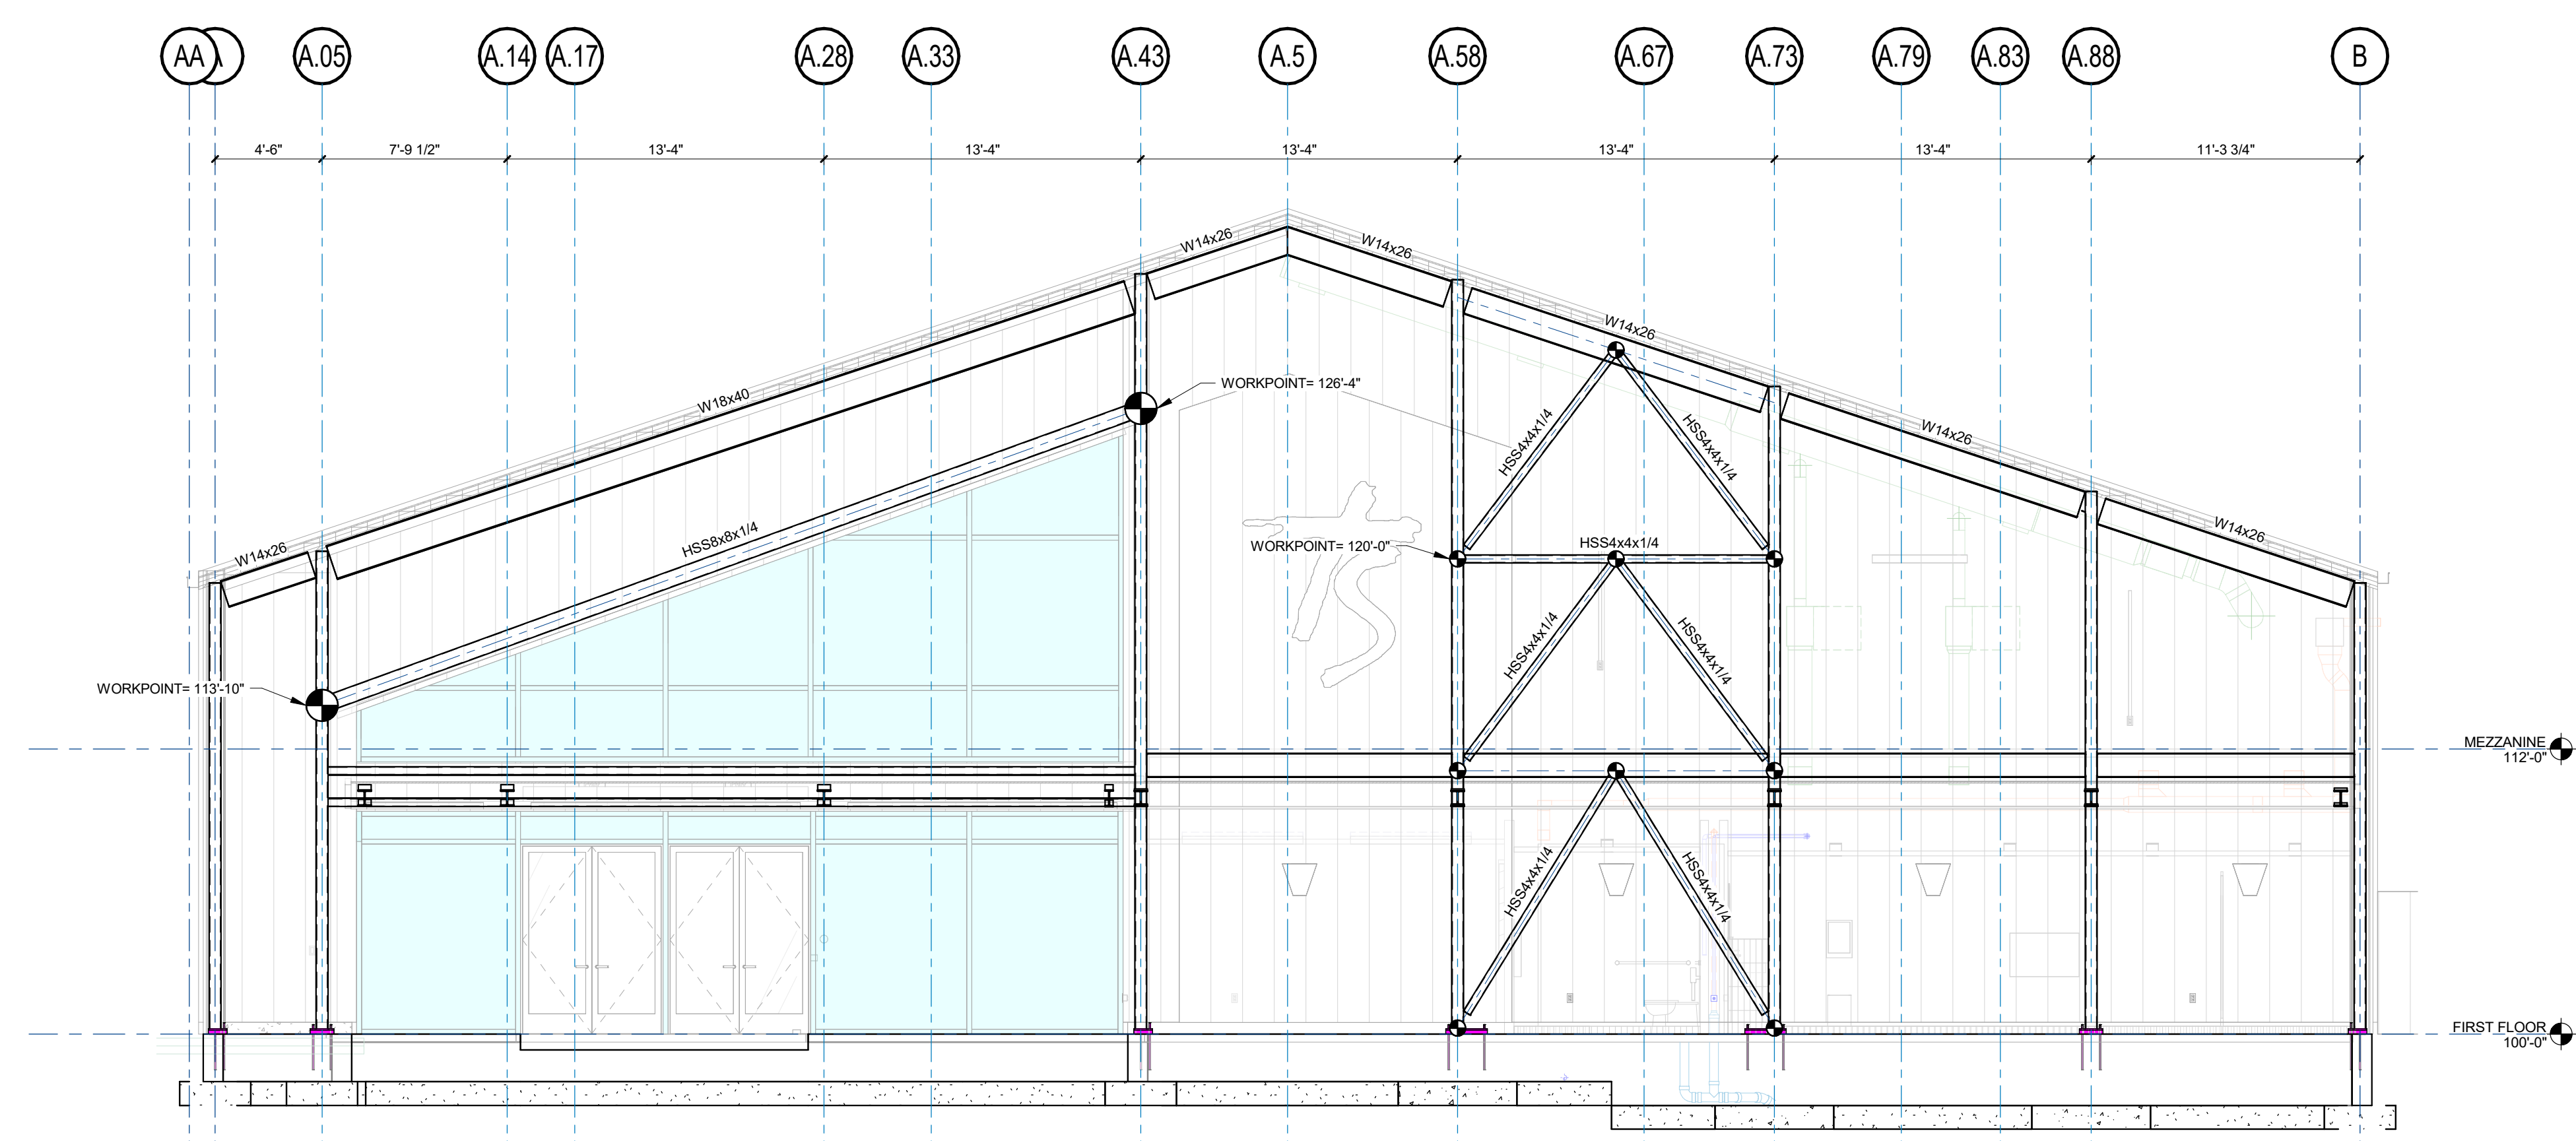 AA
A.05
A.14
A.17
A.28
A.33
A.43
A.5
A.58
A.67
A.73
A.79
A.83
A.88
B
4'-6"
7'-9 1/2"
13'-4"
13'-4"
13'-4"
13'-4"
13'-4"
11'-3 3/4"
W14x26
W14x26
W14x26
W18x40
WORKPOINT= 126'-4"
HSS4x4x1/4
HSS4x4x1/4
W14x26
W14x26
W14x26
HSS8x8x1/4
WORKPOINT= 120'-0"
HSS4x4x1/4
WORKPOINT= 113'-10"
HSS4x4x1/4
HSS4x4x1/4
MEZZANINE
112'-0"
HSS4x4x1/4
HSS4x4x1/4
FIRST FLOOR
100'-0"